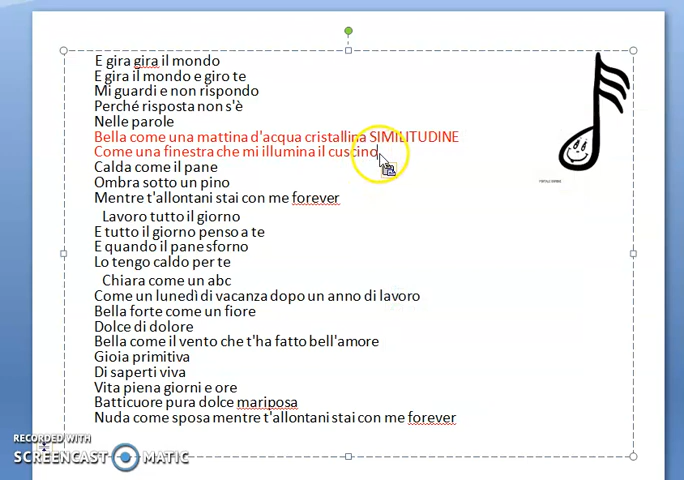 E gira gira il mondo
E gira il mondo e giro te
Mi guardi e non rispondo
Perché risposta non s'è
Nelle parole
Bella come una mattina d'acqua cristallina SIMILITUDINE
Come una finestra che mi illumina il cuscino
Calda come il pane
Ombra sotto un pino
Mentre t'allontani stai con me forever
Lavoro tutto il giorno
E tutto il giorno penso a te
E quando il pane sforno
Lo tengo caldo per te
Chiara come un abc
Come un lunedì di vacanza dopo un anno di lavoro
Bella forte come un fiore
Dolce di dolore
Bella come il vento che t'ha fatto bell'amore
Gioia primitiva
Di saperti viva
Vita piena giorni e ore
Batticuore pura dolce mariposa
Nuda come sposa mentre t'allontani stai con me forever
RECORDED WITH
SCREENCAST MATIC